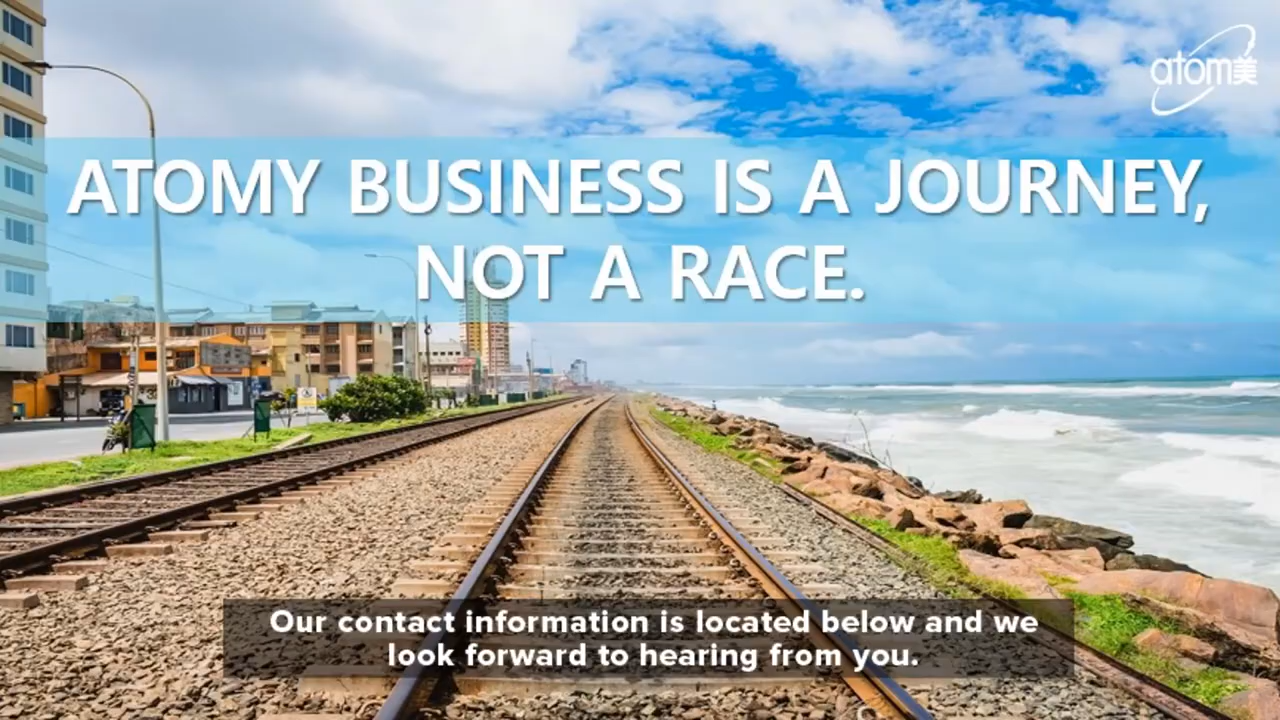 atom美
ATOMY BUSINESS IS A JOURNEY,
NOT A RACE.
Our contact information is located below and we
look forward to hearing from you.